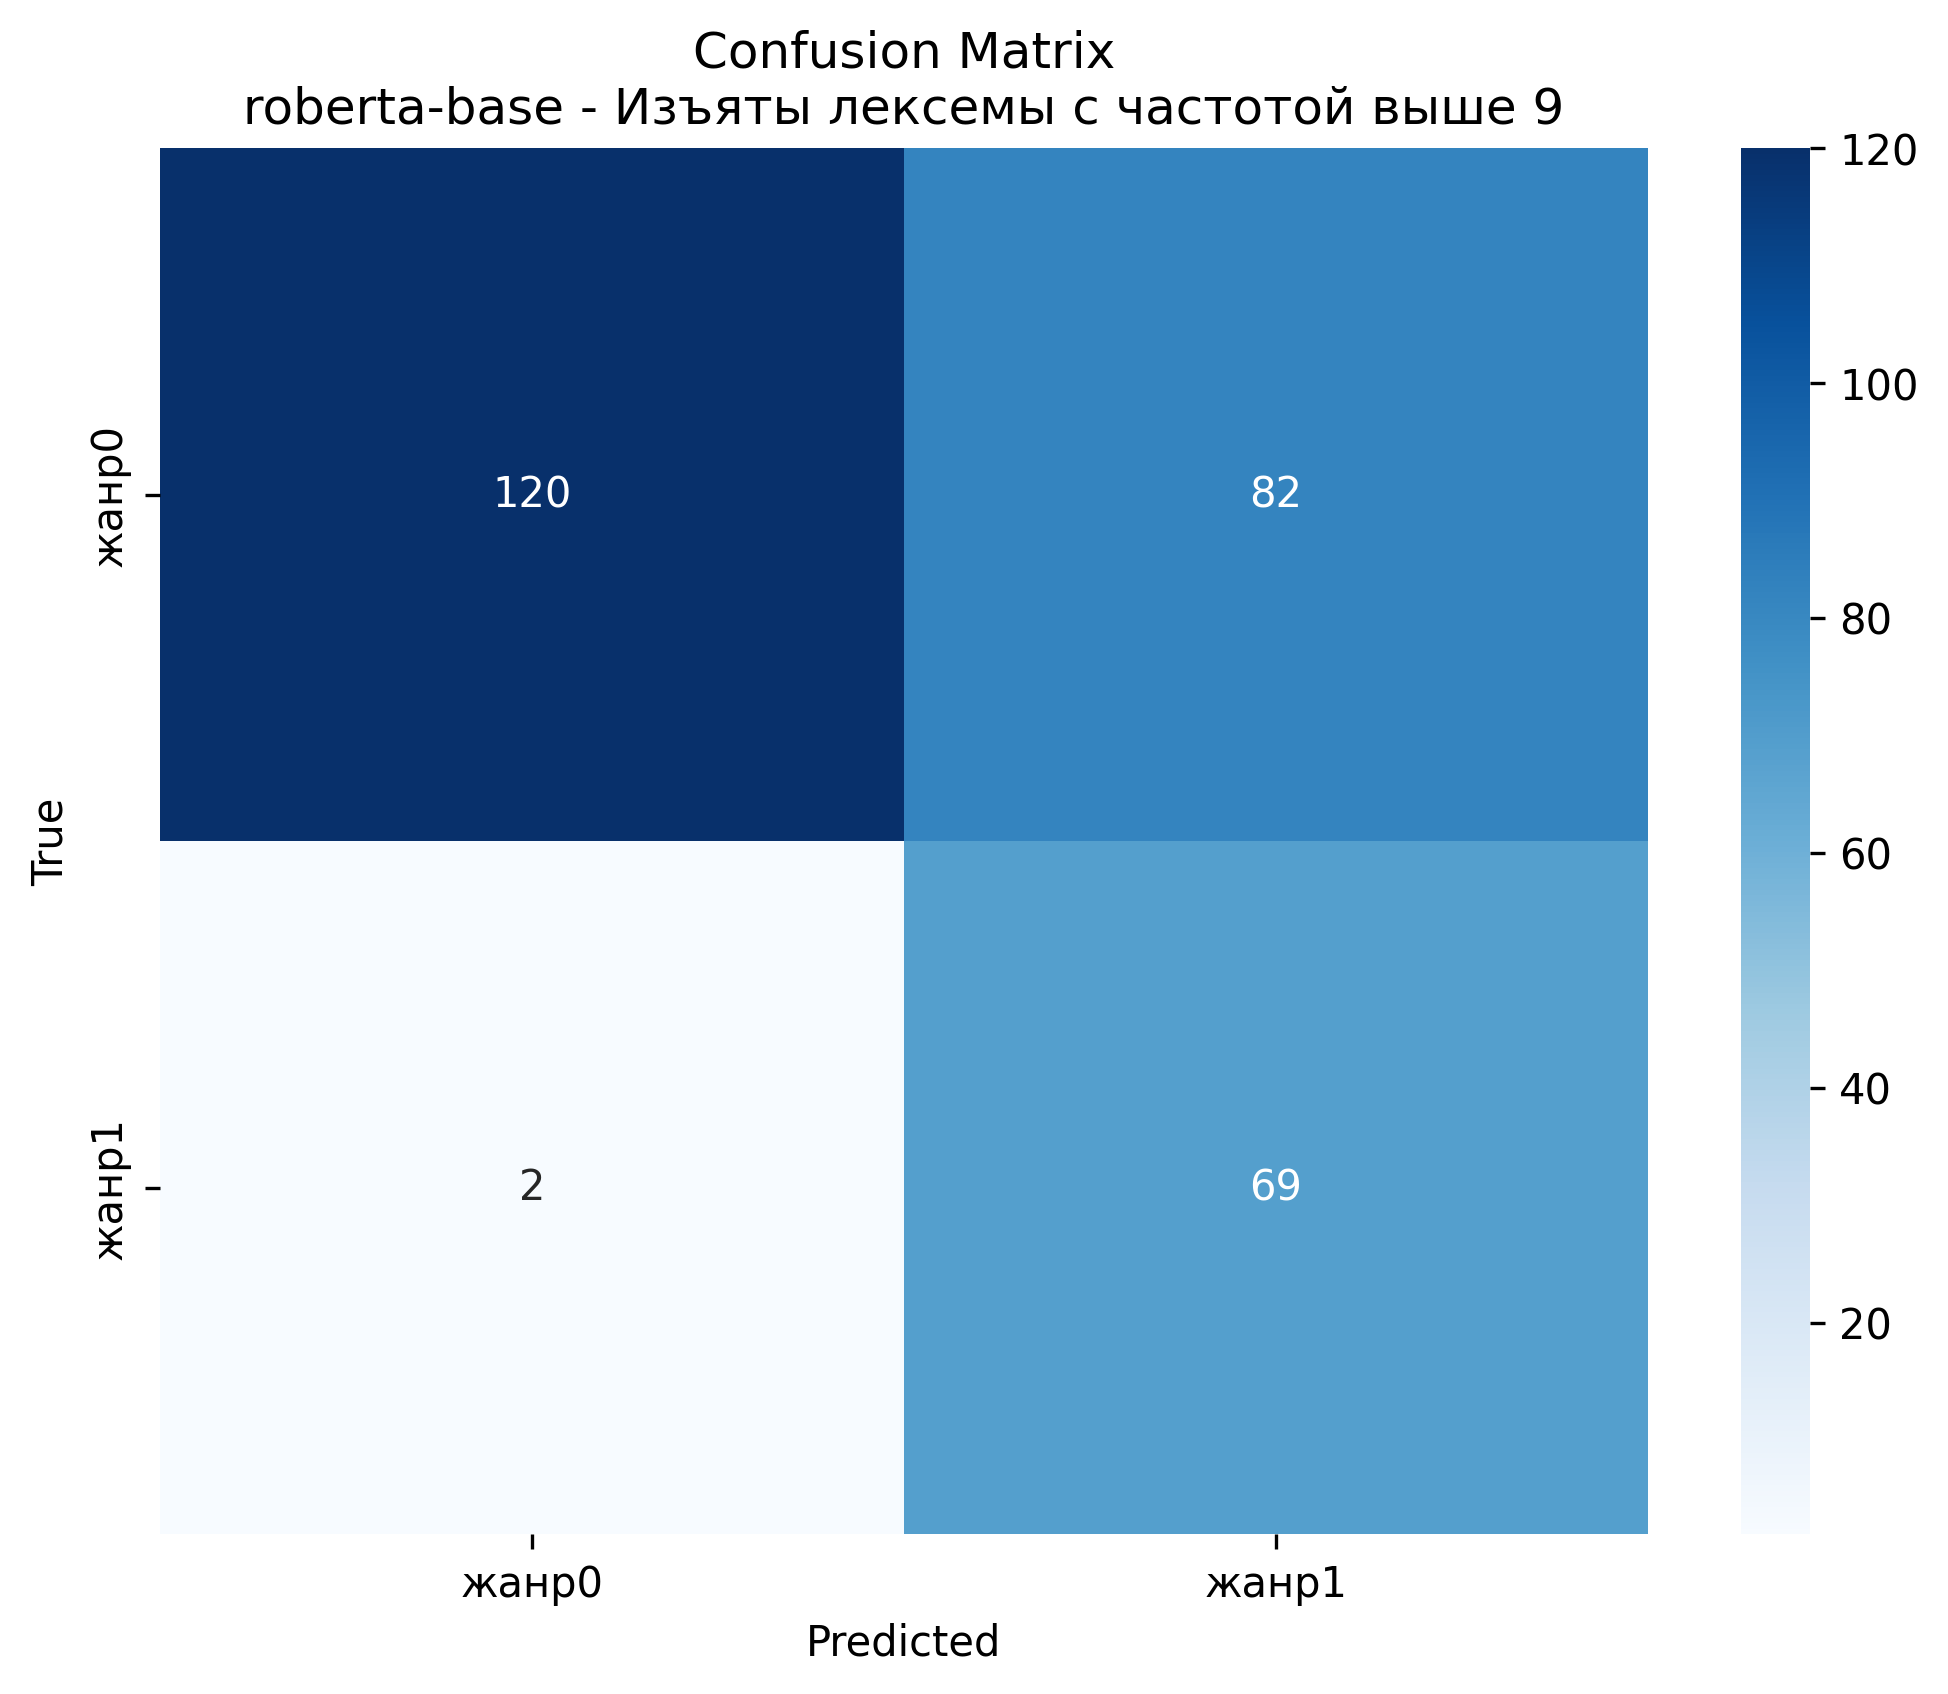 Confusion Matrix
roberta-base - Изъяты лексемы с частотой выше 9
120
82
2
69
жанр0
жанр1
True
жанр0
жанр1
Predicted
120
100
80
60
40
20